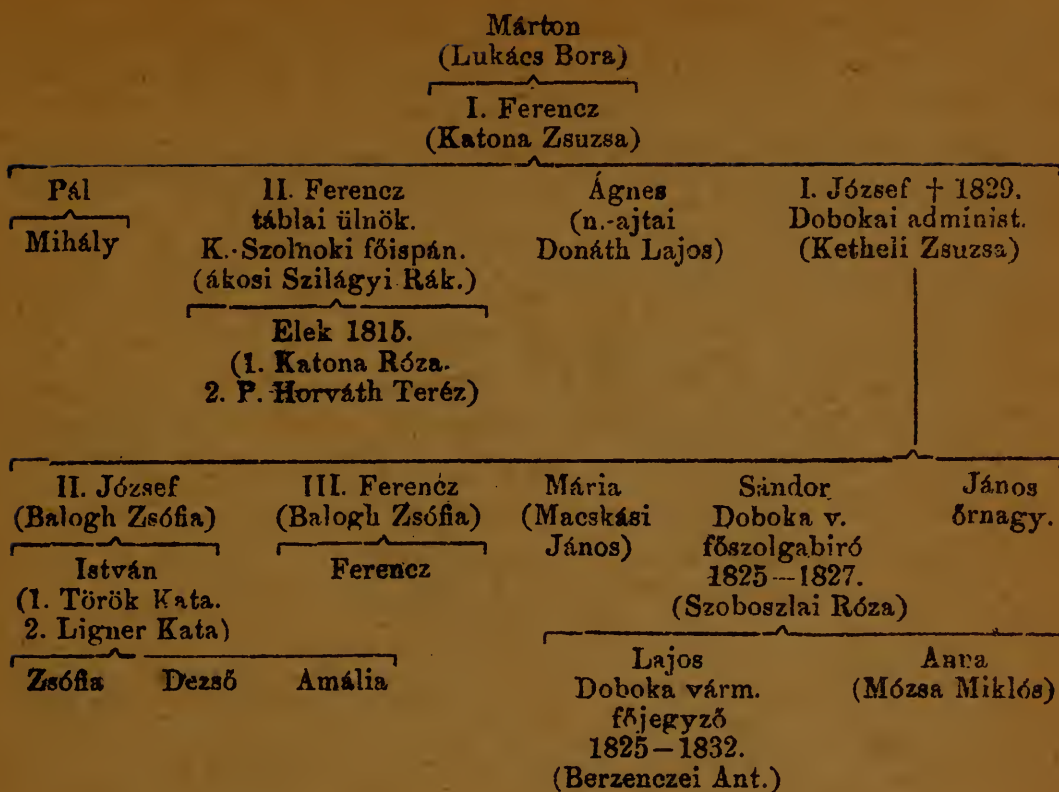 Márton
(Lukács Bora)
I. Ferencz
(Katona Zsuzsa)
Pál
Mihály
II. Ferencz
táblai ülnök.
K.-Szolnoki főispán.
(ákosi Szilágyi Rák.)
Elek 1815.
(1. Katona Róza.
2. P. Horváth Teréz)
Ágnes
(n.-ajtai
Donáth Lajos)
I. József † 1829.
Dobokai administ.
(Ketheli Zsuzsa)
II. József
(Balogh Zsófia)
István
(1. Török Kata.
2. Ligner Kata)
Zsófia Dezső Amália
III. Ferencz
(Balogh Zsófia)
Ferencz
Mária
(Macskási
János)
Sándor
Doboka v.
főszolgabiró
1825—1827.
(Szoboszlai Róza)
Lajos
Doboka várm.
főjegyző
1825—1832.
(Berzenczei Ant.)
Anna
(Mózsa Miklós)
János
őrnagy.